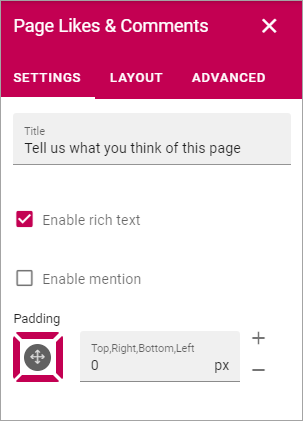 Page Likes & Comments
SETTINGS LAYOUT ADVANCED
Title
Tell us what you think of this page
Enable rich text
Enable mention
Padding
Top,Right,Bottom,Left
0 px